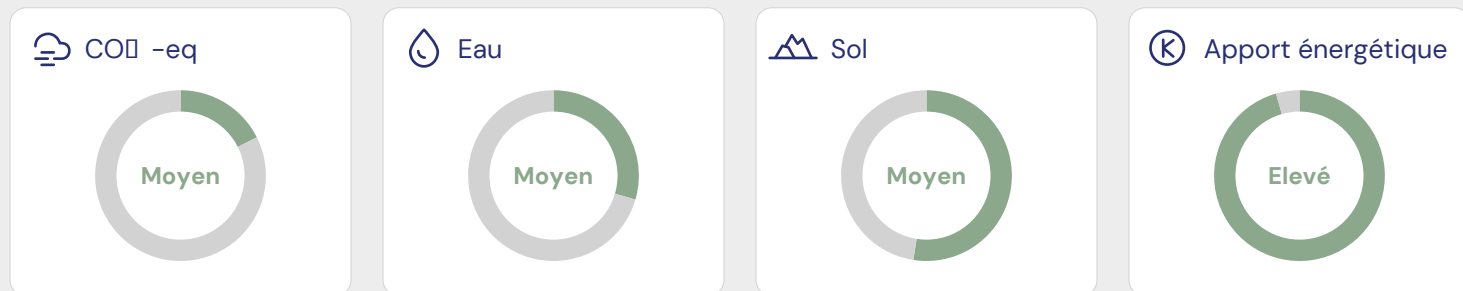 CO▯ -eq
Eau
Sol
Apport énergétique
Moyen
Moyen
Moyen
Elevé